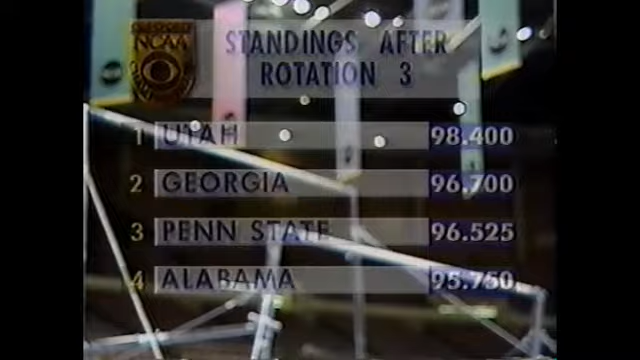 NCAA
STANDINGS AFTER
ROTATION 3
1 UTAH 98.400
2 GEORGIA 96.700
3 PENN STATE 96.525
4 ALABAMA 95.750